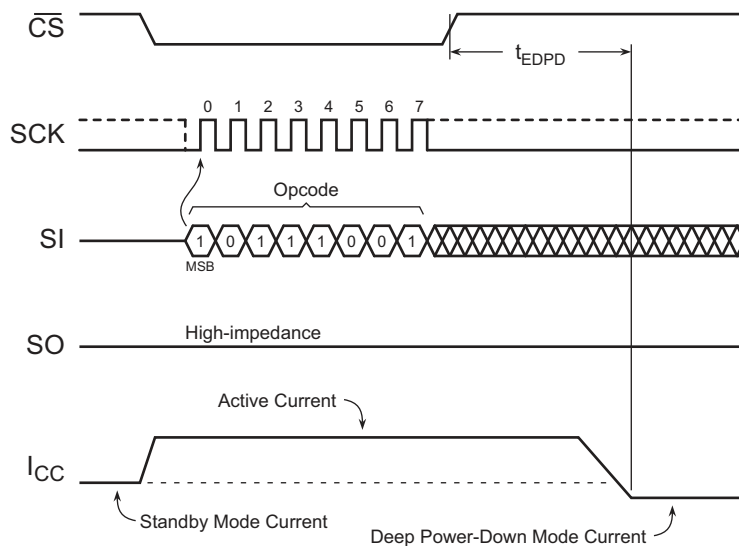 CS
tEDPD
0 1 2 3 4 5 6 7
SCK
Opcode
SI
1 0 1 1 1 0 0 1
MSB
High-impedance
SO
Active Current
ICC
Standby Mode Current
Deep Power-Down Mode Current